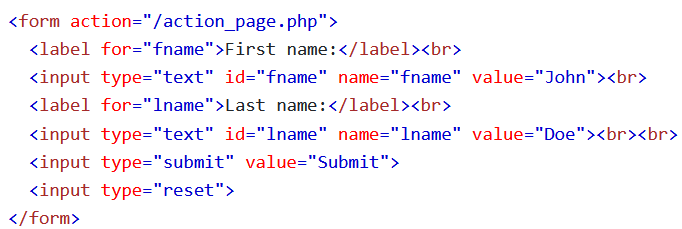 <form action="/action_page.php">
  <label for="fname">First name:</label><br>
  <input type="text" id="fname" name="fname" value="John"><br>
  <label for="lname">Last name:</label><br>
  <input type="text" id="lname" name="lname" value="Doe"><br><br>
  <input type="submit" value="Submit">
  <input type="reset">
</form>